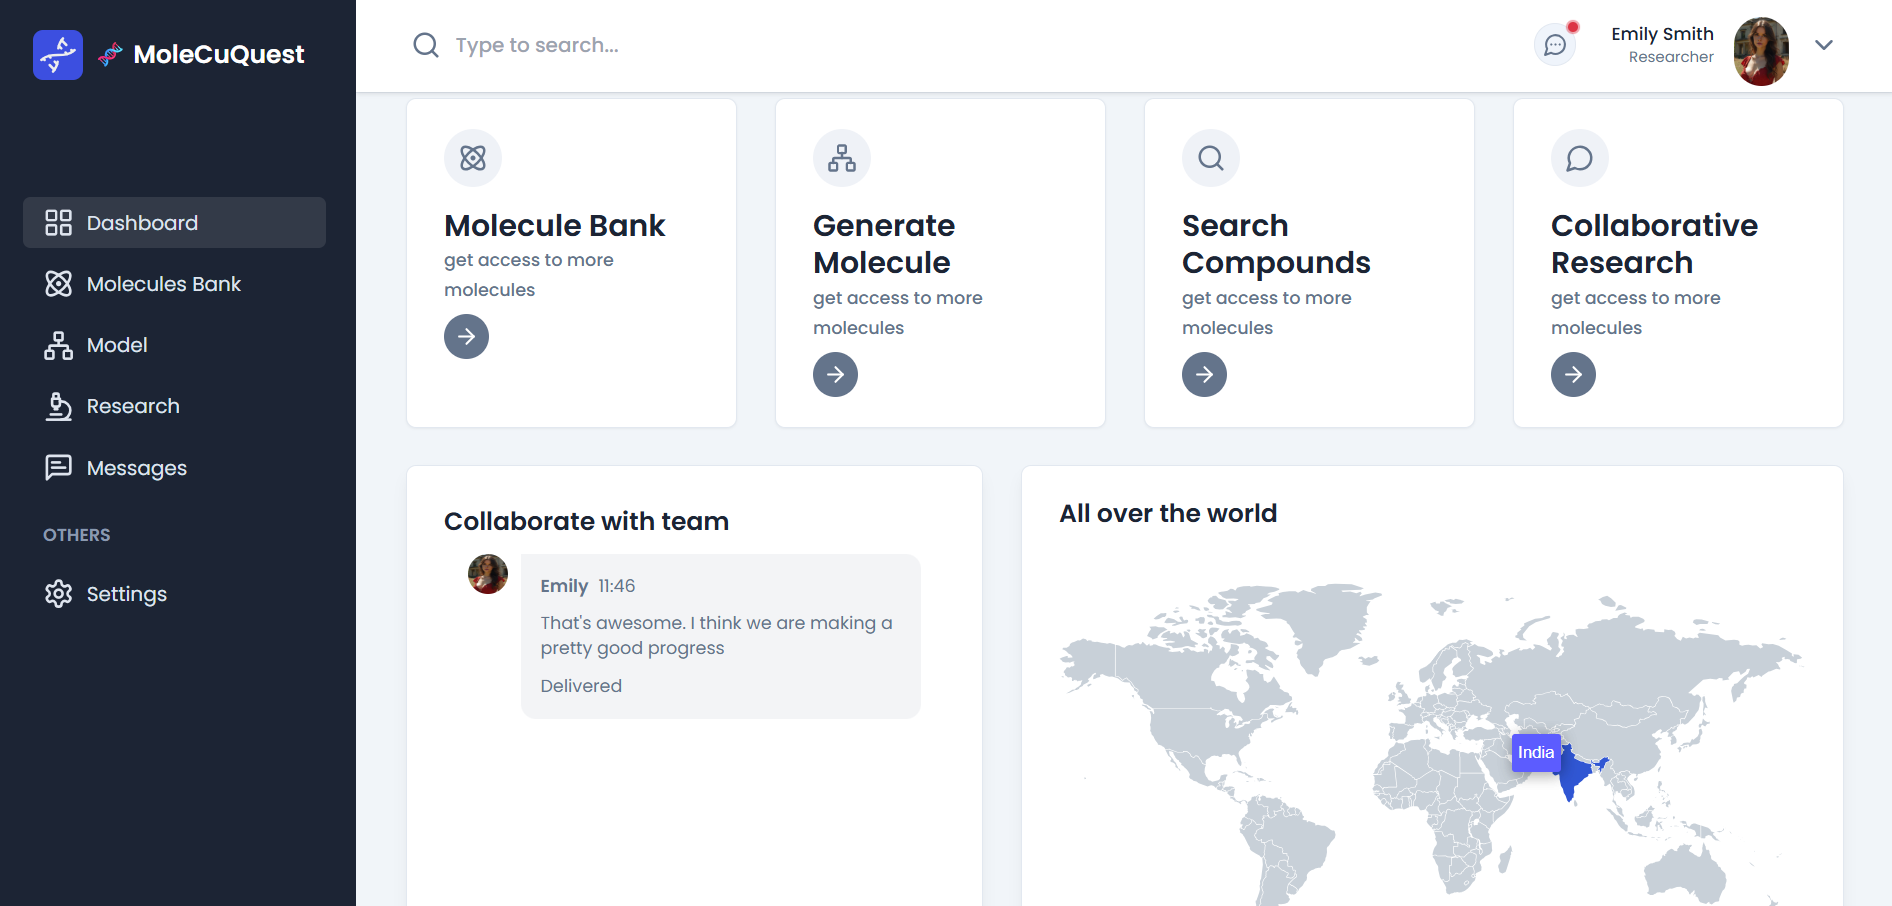 MoleCuQuest
Type to search...
Emily Smith
Researcher
Dashboard
Molecules Bank
Model
Research
Messages
OTHERS
Settings
Molecule Bank
get access to more
molecules
Generate
Molecule
get access to more
molecules
Search
Compounds
get access to more
molecules
Collaborative
Research
get access to more
molecules
Collaborate with team
Emily 11:46
That's awesome. I think we are making a
pretty good progress
Delivered
All over the world
India